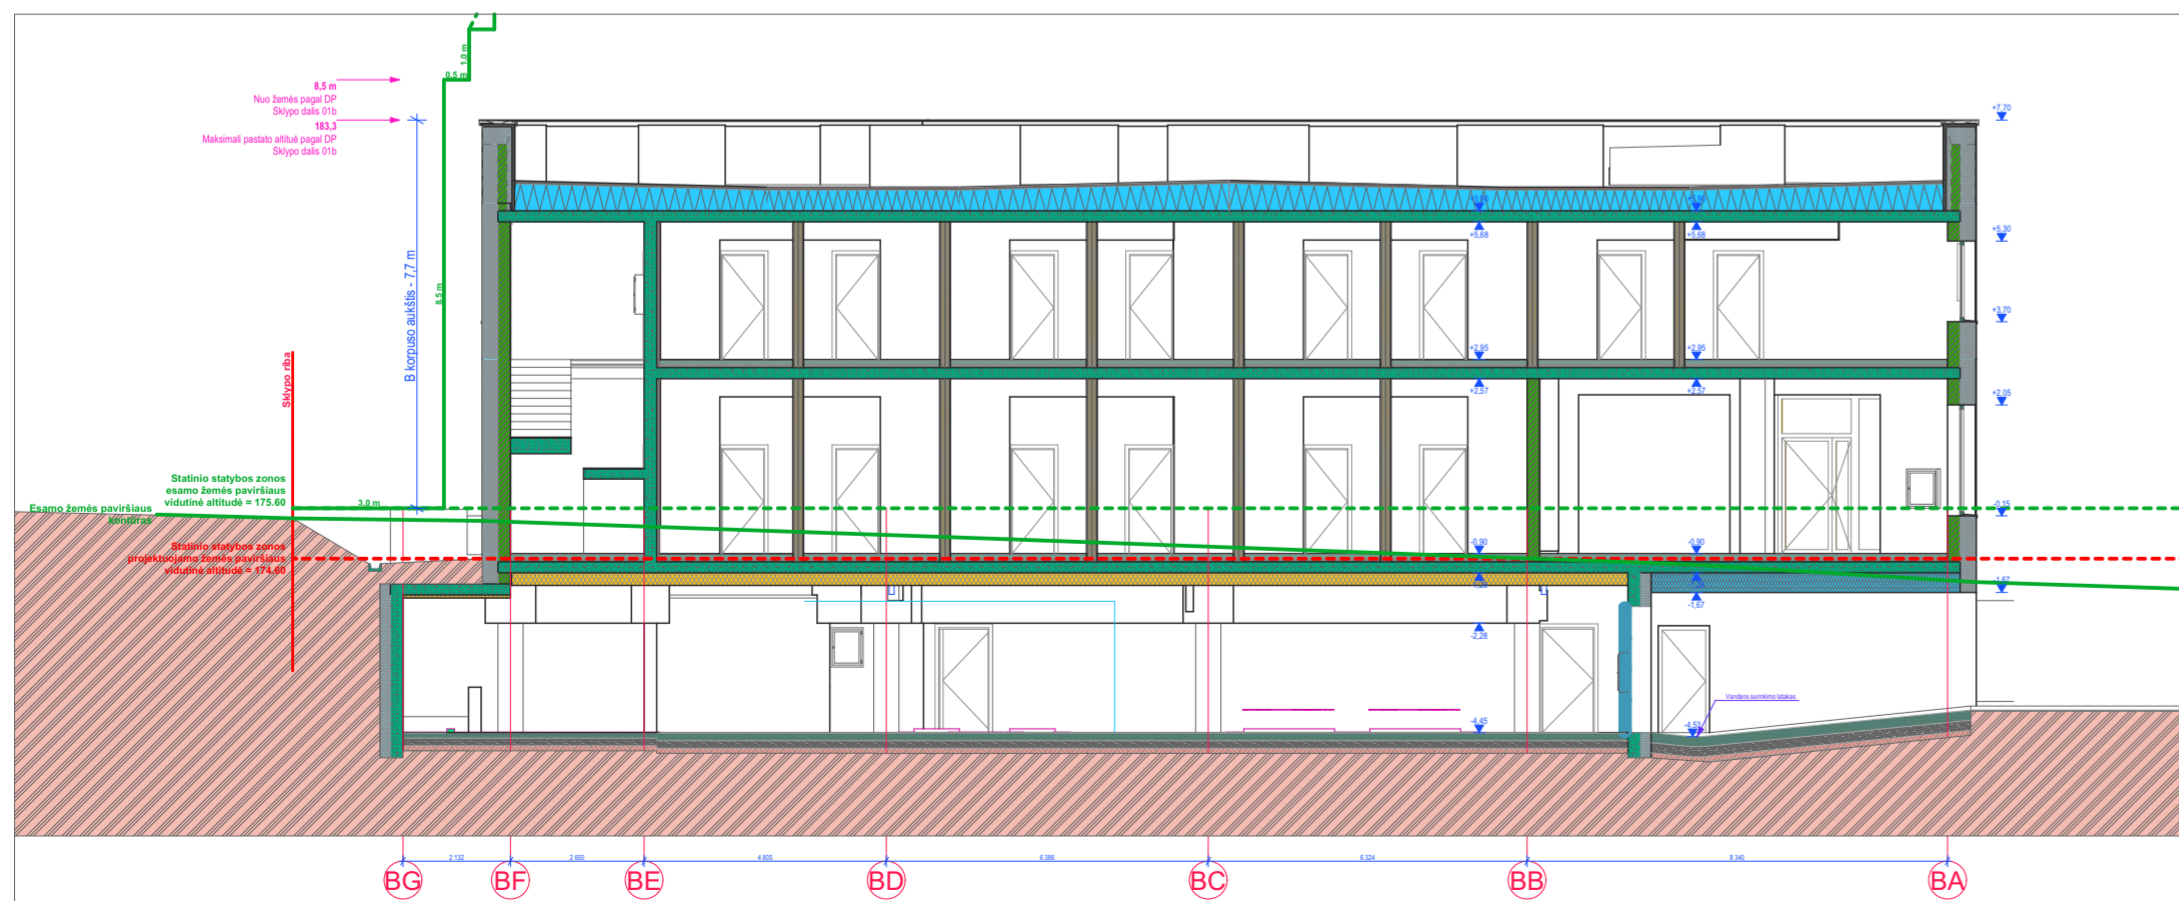 1.0 m
0.5 m
8,5 m
Nuo žemės pagal DP
Sklypo dalis 01b
183,3
Maksimali pastato altitudė pagal DP
Sklypo dalis 01b
+7,70
B korpuso aukštis - 7,7 m
8,5 m
+5,68
+5,68
+5,30
+3,70
Sklypo riba
+2,95
+2,95
+2,57
+2,57
+2,05
Statinio statybos zonos
esamo žemės paviršiaus
vidutinė altitudė = 175.60
3,0 m
Esamo žemės paviršiaus
kontūras
-0,15
Statinio statybos zonos
projektuojamo žemės paviršiaus
vidutinė altitudė = 174.60
-0,90
-0,90
-1,67
-1,67
-2,28
Vandens surinkimo latakas
-4,45
-4,53
2 132
2 650
4 805
6 386
6 324
8 340
BG
BF
BE
BD
BC
BB
BA